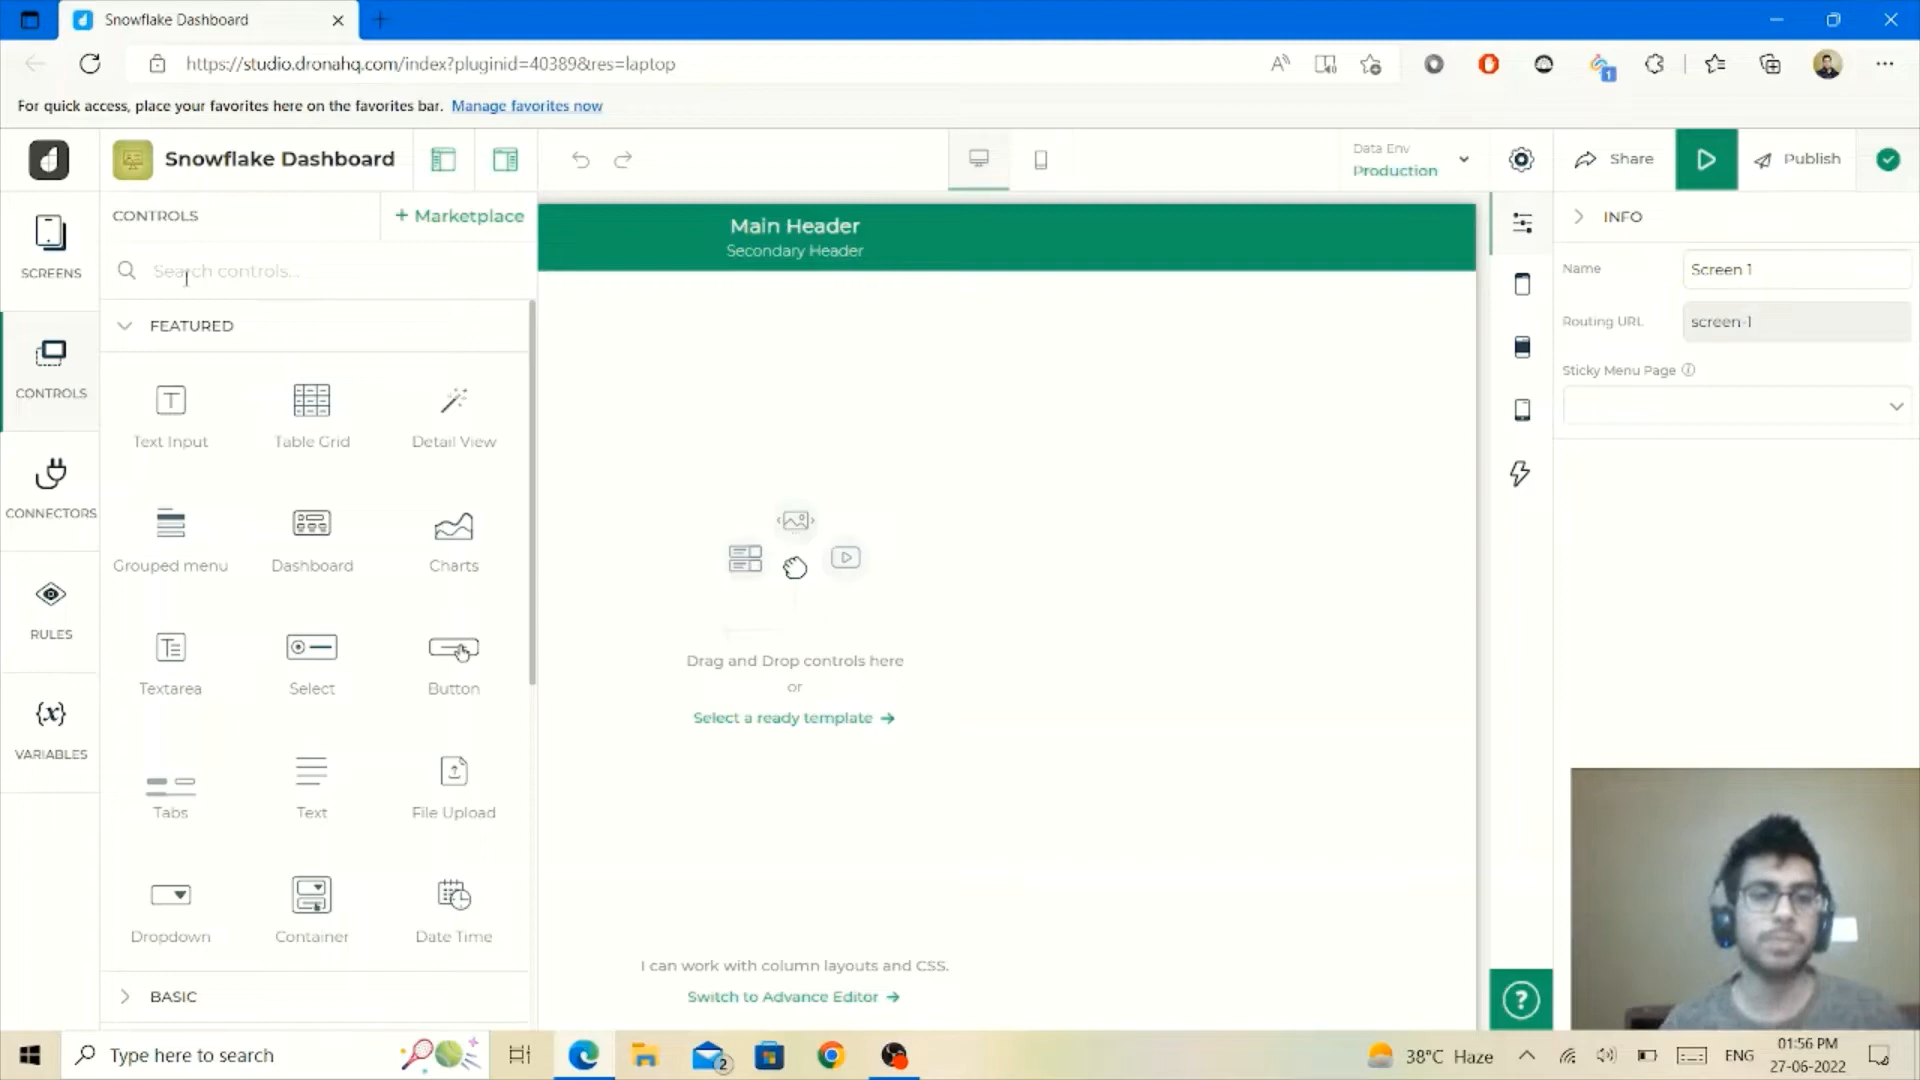 Snowflake Dashboard
https://studio.dronahq.com/index?pluginid=40389&res=laptop
1
For quick access, place your favorites here on the favorites bar. Manage favorites now
Snowflake Dashboard
Data Env
Production
Share
Publish
SCREENS
CONTROLS
CONNECTORS
RULES
{x}
VARIABLES
CONTROLS
+ Marketplace
Search controls...
FEATURED
Text Input
Table Grid
Detail View
Grouped menu
Dashboard
Charts
Textarea
Select
Button
Tabs
Text
File Upload
Dropdown
Container
Date Time
BASIC
Main Header
Secondary Header
Drag and Drop controls here
or
Select a ready template →
I can work with column layouts and CSS.
Switch to Advance Editor →
INFO
Name
Screen 1
Routing URL
screen-1
Sticky Menu Page
?
Type here to search
2
38°C Haze
ENG
01:56 PM
27-06-2022